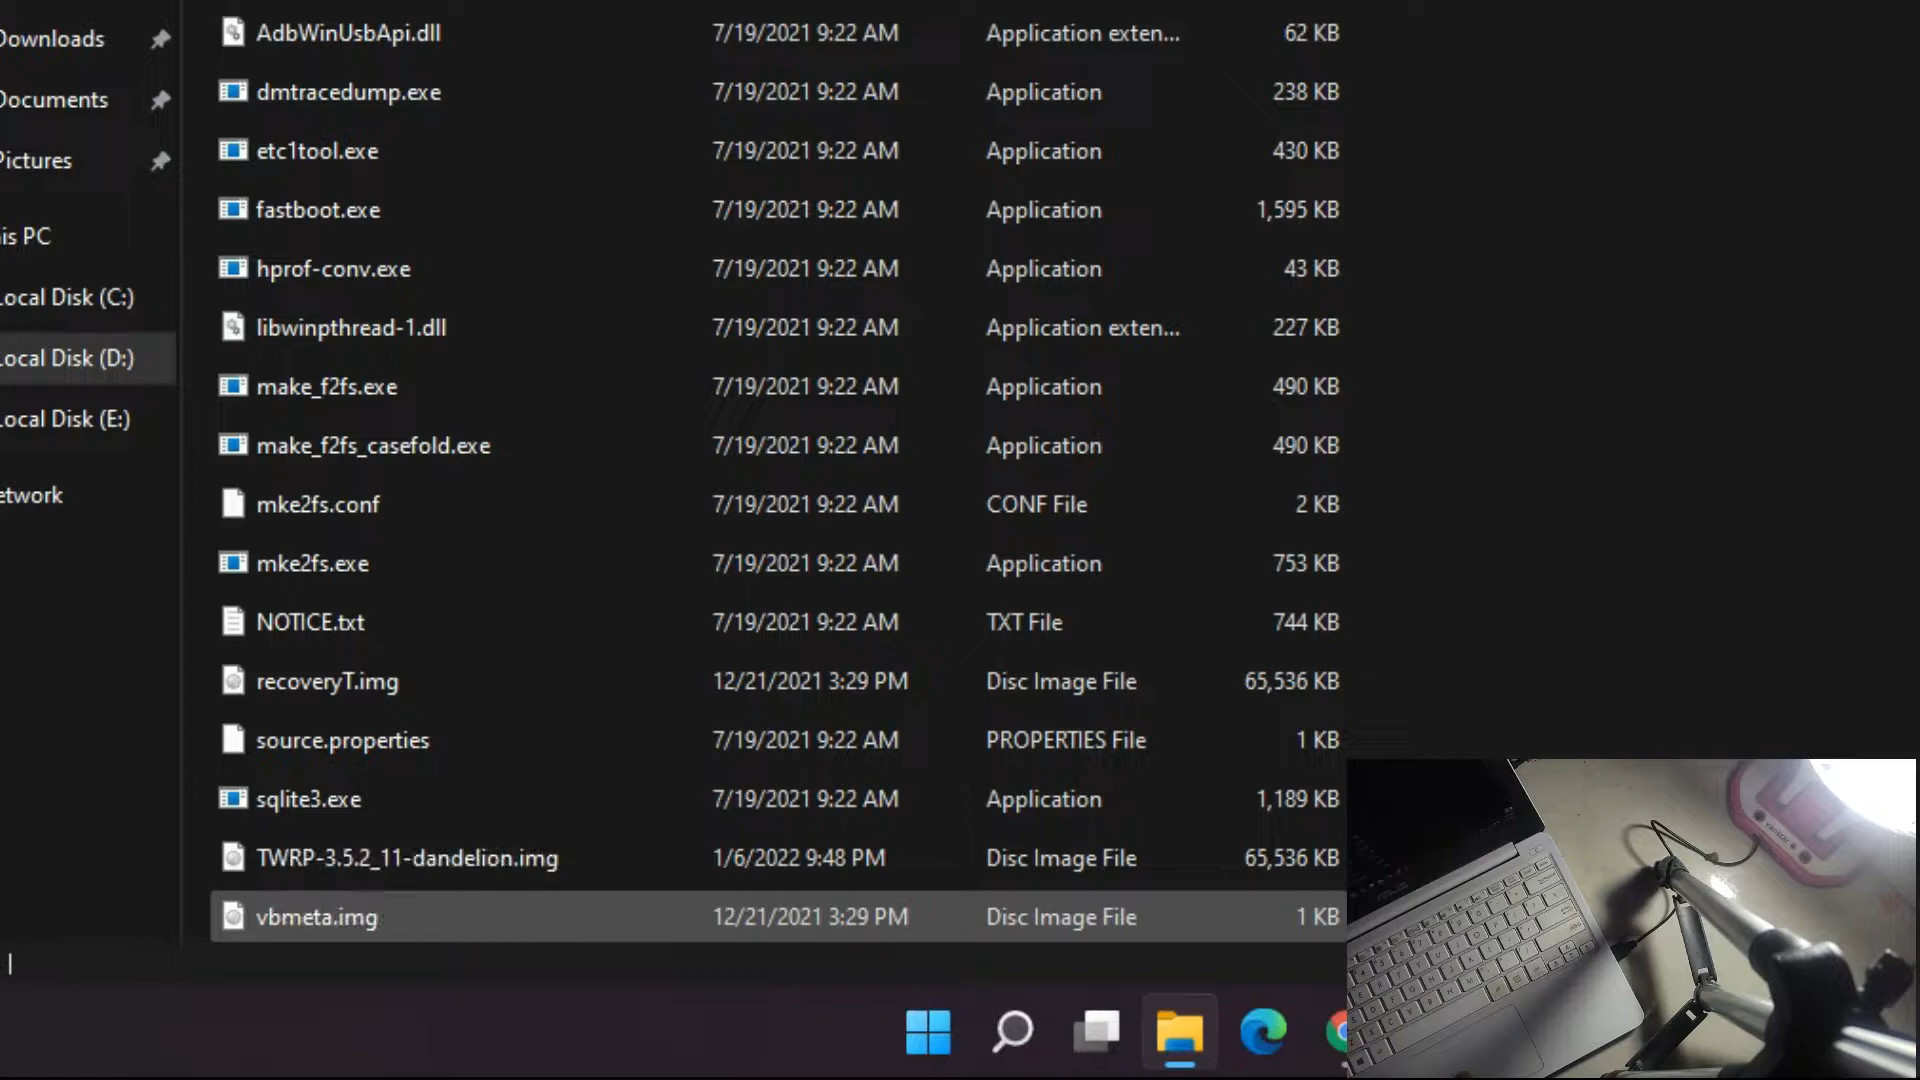 Downloads
Documents
Pictures
is PC
Local Disk (C:)
Local Disk (D:)
Local Disk (E:)
etwork
AdbWinUsbApi.dll 7/19/2021 9:22 AM Application exten... 62 KB
dmtracedump.exe 7/19/2021 9:22 AM Application 238 KB
etc1tool.exe 7/19/2021 9:22 AM Application 430 KB
fastboot.exe 7/19/2021 9:22 AM Application 1,595 KB
hprof-conv.exe 7/19/2021 9:22 AM Application 43 KB
libwinpthread-1.dll 7/19/2021 9:22 AM Application exten... 227 KB
make_f2fs.exe 7/19/2021 9:22 AM Application 490 KB
make_f2fs_casefold.exe 7/19/2021 9:22 AM Application 490 KB
mke2fs.conf 7/19/2021 9:22 AM CONF File 2 KB
mke2fs.exe 7/19/2021 9:22 AM Application 753 KB
NOTICE.txt 7/19/2021 9:22 AM TXT File 744 KB
recoveryT.img 12/21/2021 3:29 PM Disc Image File 65,536 KB
source.properties 7/19/2021 9:22 AM PROPERTIES File 1 KB
sqlite3.exe 7/19/2021 9:22 AM Application 1,189 KB
TWRP-3.5.2_11-dandelion.img 1/6/2022 9:48 PM Disc Image File 65,536 KB
vbmeta.img 12/21/2021 3:29 PM Disc Image File 1 KB